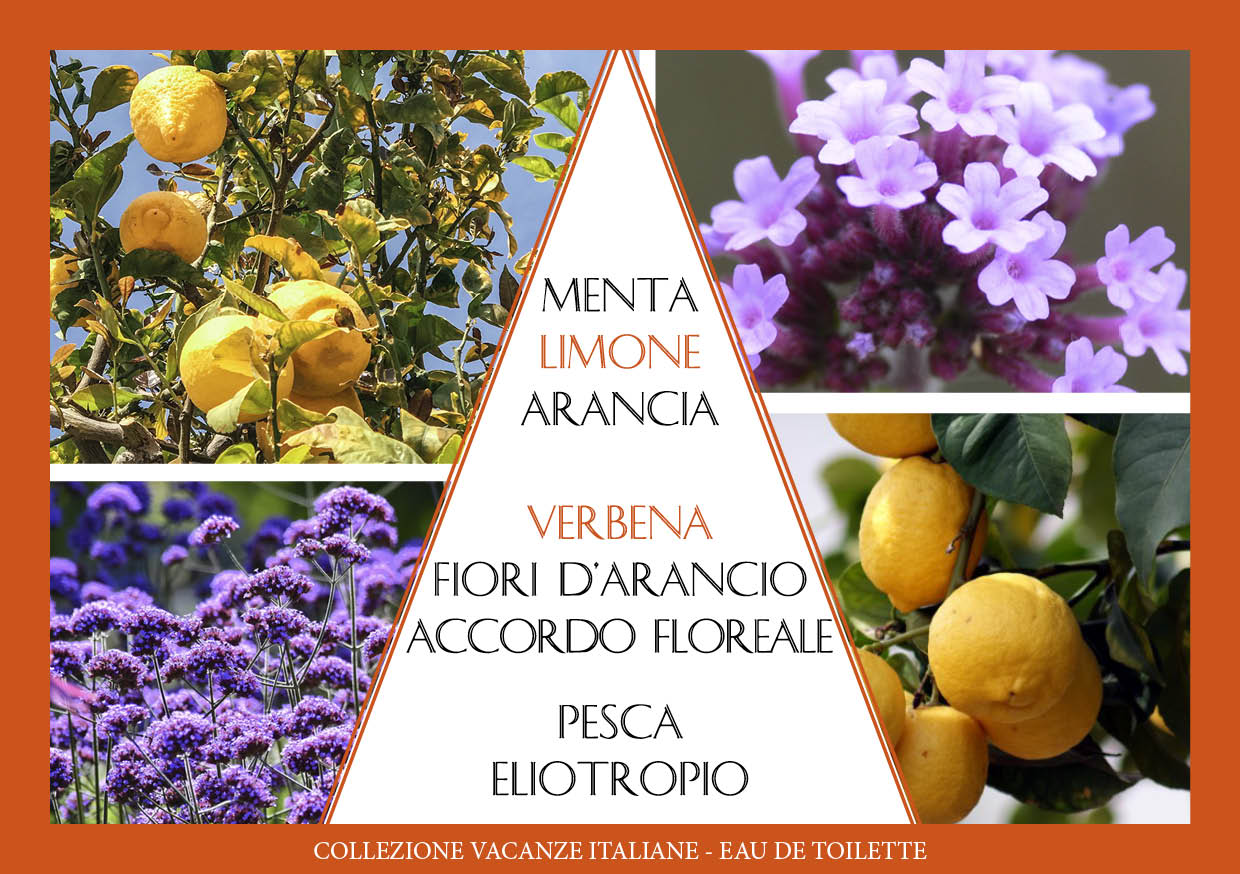 MENTA
LIMONE
ARANCIA
VERBENA
FIORI D'ARANCIO
ACCORDO FLOREALE
PESCA
ELIOTROPIO
COLLEZIONE VACANZE ITALIANE - EAU DE TOILETTE